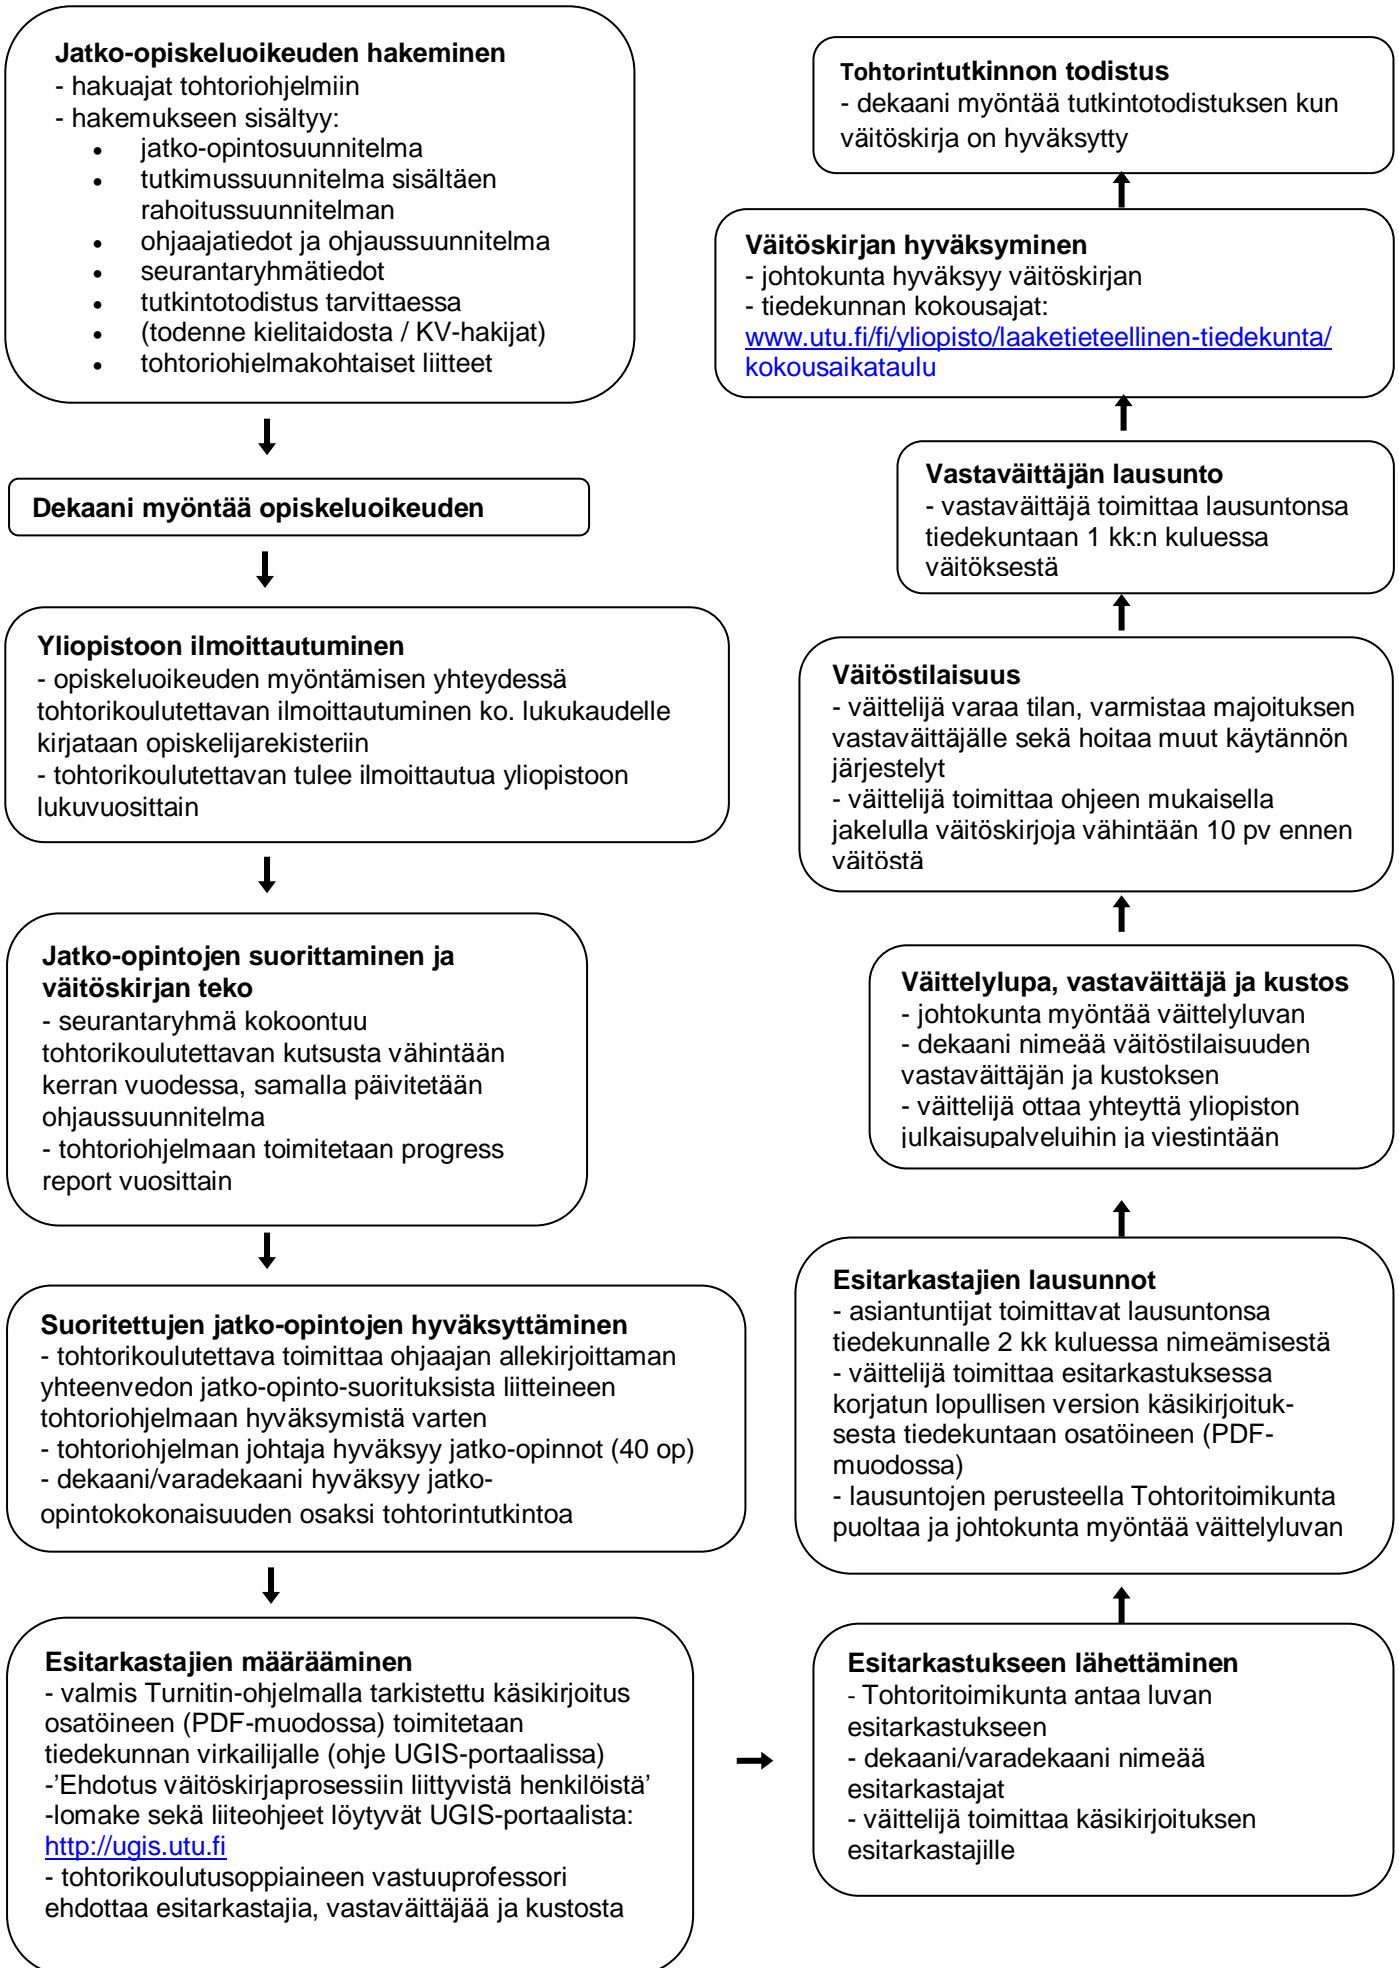 Jatko-opiskeluoikeuden hakeminen
- hakuajat tohtoriohjelmiin
- hakemukseen sisältyy:
• jatko-opintosuunnitelma
• tutkimussuunnitelma sisältäen
rahoitussuunnitelman
• ohjaajatiedot ja ohjaussuunnitelma
• seurantaryhmätiedot
• tutkintotodistus tarvittaessa
• (todenne kielitaidosta / KV-hakijat)
• tohtoriohjelmakohtaiset liitteet
Dekaani myöntää opiskeluoikeuden
Yliopistoon ilmoittautuminen
- opiskeluoikeuden myöntämisen yhteydessä
tohtorikoulutettavan ilmoittautuminen ko. lukukaudelle
kirjataan opiskelijarekisteriin
- tohtorikoulutettavan tulee ilmoittautua yliopistoon
lukuvuosittain
Jatko-opintojen suorittaminen ja
väitöskirjan teko
- seurantaryhmä kokoontuu
tohtorikoulutettavan kutsusta vähintään
kerran vuodessa, samalla päivitetään
ohjaussuunnitelma
- tohtoriohjelmaan toimitetaan progress
report vuosittain
Suoritettujen jatko-opintojen hyväksyttäminen
- tohtorikoulutettava toimittaa ohjaajan allekirjoittaman
yhteenvedon jatko-opinto-suorituksista liitteineen
tohtoriohjelmaan hyväksymistä varten
- tohtoriohjelman johtaja hyväksyy jatko-opinnot (40 op)
- dekaani/varadekaani hyväksyy jatko-
opintokokonaisuuden osaksi tohtorintutkintoa
Esitarkastajien määrääminen
- valmis Turnitin-ohjelmalla tarkistettu käsikirjoitus
osatöineen (PDF-muodossa) toimitetaan
tiedekunnan virkailijalle (ohje UGIS-portaalissa)
-’Ehdotus väitöskirjaprosessiin liittyvistä henkilöistä’
-lomake sekä liiteohjeet löytyvät UGIS-portaalista:
http://ugis.utu.fi
- tohtorikoulutusoppiaineen vastuuprofessori
ehdottaa esitarkastajia, vastaväittäjää ja kustosta
Esitarkastukseen lähettäminen
- Tohtoritoimikunta antaa luvan
esitarkastukseen
- dekaani/varadekaani nimeää
esitarkastajat
- väittelijä toimittaa käsikirjoituksen
esitarkastajille
Esitarkastajien lausunnot
- asiantuntijat toimittavat lausuntonsa
tiedekunnalle 2 kk kuluessa nimeämisestä
- väittelijä toimittaa esitarkastuksessa
korjatun lopullisen version käsikirjoituk-
sesta tiedekuntaan osatöineen (PDF-
muodossa)
- lausuntojen perusteella Tohtoritoimikunta
puoltaa ja johtokunta myöntää väittelyluvan
Väittelylupa, vastaväittäjä ja kustos
- johtokunta myöntää väittelyluvan
- dekaani nimeää väitöstilaisuuden
vastaväittäjän ja kustoksen
- väittelijä ottaa yhteyttä yliopiston
julkaisupalveluihin ja viestintään
Väitöstilaisuus
- väittelijä varaa tilan, varmistaa majoituksen
vastaväittäjälle sekä hoitaa muut käytännön
järjestelyt
- väittelijä toimittaa ohjeen mukaisella
jakelulla väitöskirjoja vähintään 10 pv ennen
väitöstä
Vastaväittäjän lausunto
- vastaväittäjä toimittaa lausuntonsa
tiedekuntaan 1 kk:n kuluessa
väitöksestä
Väitöskirjan hyväksyminen
- johtokunta hyväksyy väitöskirjan
- tiedekunnan kokousajat:
www.utu.fi/fi/yliopisto/laaketieteellinen-tiedekunta/
kokousaikataulu
Tohtorintutkinnon todistus
- dekaani myöntää tutkintotodistuksen kun
väitöskirja on hyväksytty